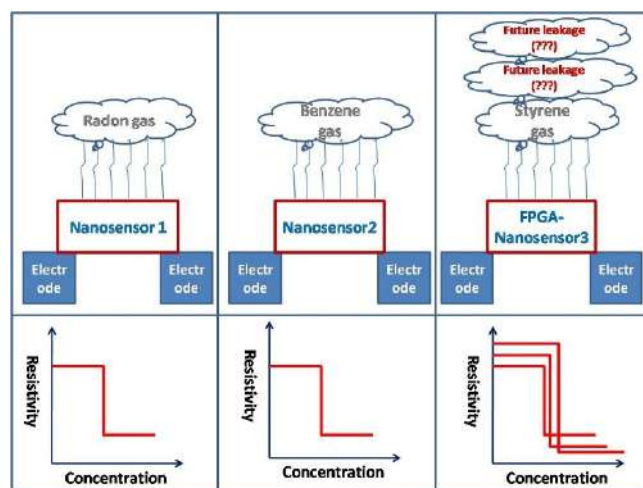 Radon gas
Nanosensor 1
Electr
ode
Electr
ode
Benzene
gas
Nanosensor2
Electr
ode
Electr
ode
Future leakage
(???)
Future leakage
(???)
Styrene
gas
FPGA-
Nanosensor3
Electr
ode
Electr
ode
Resistivity
Concentration
Resistivity
Concentration
Resistivity
Concentration